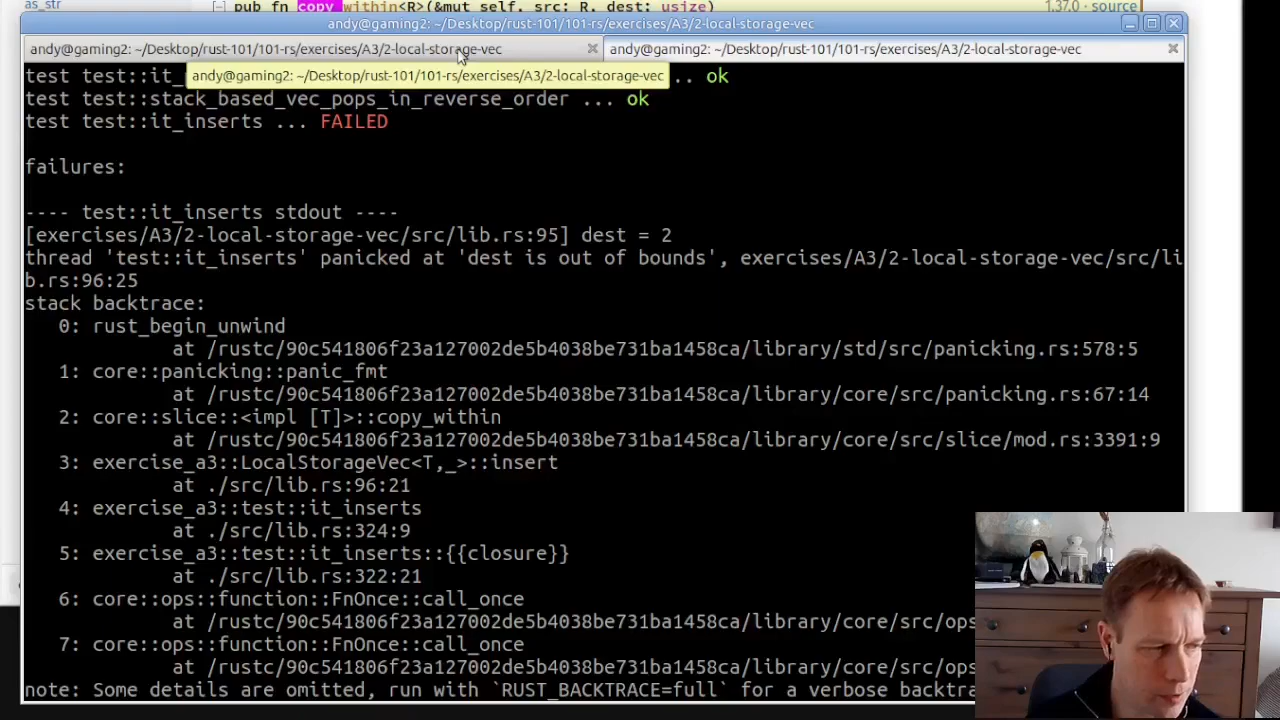 as_str
[−] pub fn copy_within<R>(&mut self, src: R, dest: usize)
1.37.0 · source
andy@gaming2: ~/Desktop/rust-101/101-rs/exercises/A3/2-local-storage-vec
andy@gaming2: ~/Desktop/rust-101/101-rs/exercises/A3/2-local-storage-vec
andy@gaming2: ~/Desktop/rust-101/101-rs/exercises/A3/2-local-storage-vec
andy@gaming2: ~/Desktop/rust-101/101-rs/exercises/A3/2-local-storage-vec
test test::it_ .. ok
test test::stack_based_vec_pops_in_reverse_order ... ok
test test::it_inserts ... FAILED
failures:
---- test::it_inserts stdout ----
[exercises/A3/2-local-storage-vec/src/lib.rs:95] dest = 2
thread 'test::it_inserts' panicked at 'dest is out of bounds', exercises/A3/2-local-storage-vec/src/li
b.rs:96:25
stack backtrace:
0: rust_begin_unwind
at /rustc/90c541806f23a127002de5b4038be731ba1458ca/library/std/src/panicking.rs:578:5
1: core::panicking::panic_fmt
at /rustc/90c541806f23a127002de5b4038be731ba1458ca/library/core/src/panicking.rs:67:14
2: core::slice::<impl [T]>::copy_within
at /rustc/90c541806f23a127002de5b4038be731ba1458ca/library/core/src/slice/mod.rs:3391:9
3: exercise_a3::LocalStorageVec<T,_>::insert
at ./src/lib.rs:96:21
4: exercise_a3::test::it_inserts
at ./src/lib.rs:324:9
5: exercise_a3::test::it_inserts::{{closure}}
at ./src/lib.rs:322:21
6: core::ops::function::FnOnce::call_once
at /rustc/90c541806f23a127002de5b4038be731ba1458ca/library/core/src/ops
7: core::ops::function::FnOnce::call_once
at /rustc/90c541806f23a127002de5b4038be731ba1458ca/library/core/src/ops
note: Some details are omitted, run with `RUST_BACKTRACE=full` for a verbose backtra